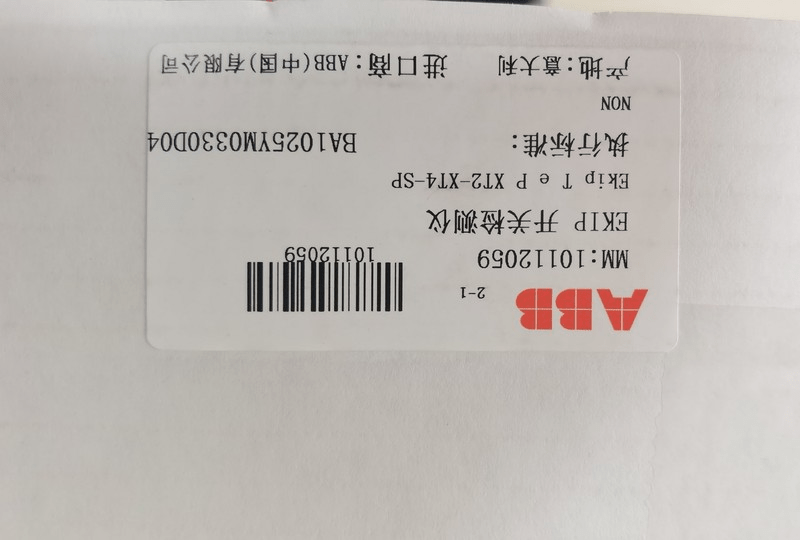 ABB 2-1
MM:10112059 10112059
EKIP 开关检测仪
Ekip T e P XT2-XT4-SP
执行标准: BA1025YM0330D04
NON
产地:意大利 进口商:ABB(中国)有限公司